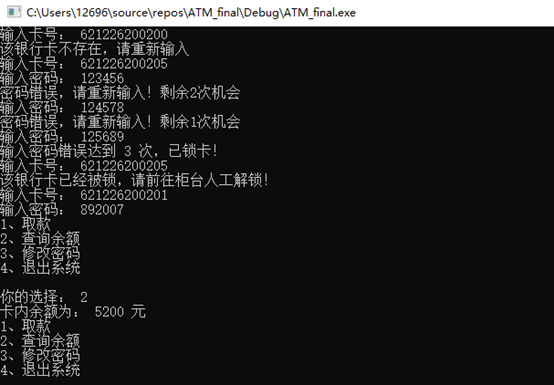 C:\Users\12696\source\repos\ATM_final\Debug\ATM_final.exe
输入卡号： 621226200200
该银行卡不存在，请重新输入
输入卡号： 621226200205
输入密码： 123456
密码错误，请重新输入！剩余2次机会
输入密码： 124578
密码错误，请重新输入！剩余1次机会
输入密码： 125689
输入密码错误达到 3 次，已锁卡！
输入卡号： 621226200205
该银行卡已经被锁，请前往柜台人工解锁！
输入卡号： 621226200201
输入密码： 892007
1、取款
2、查询余额
3、修改密码
4、退出系统
你的选择： 2
卡内余额为： 5200 元
1、取款
2、查询余额
3、修改密码
4、退出系统